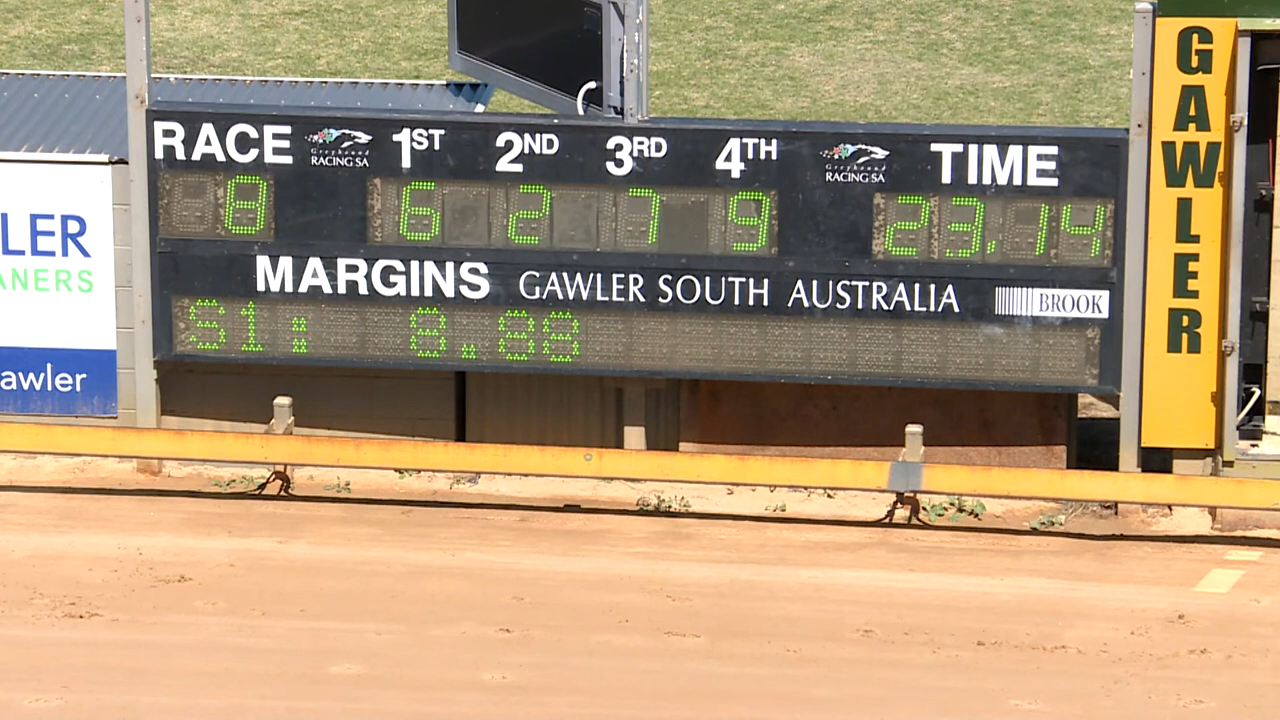 RACE Greyhound RACING SA 1ST 2ND 3RD 4TH Greyhound RACING SA TIME
8 6 2 7 9 23.14
MARGINS GAWLER SOUTH AUSTRALIA BROOK
S1: 8.88
GAWLER
LER
ANERS
awler